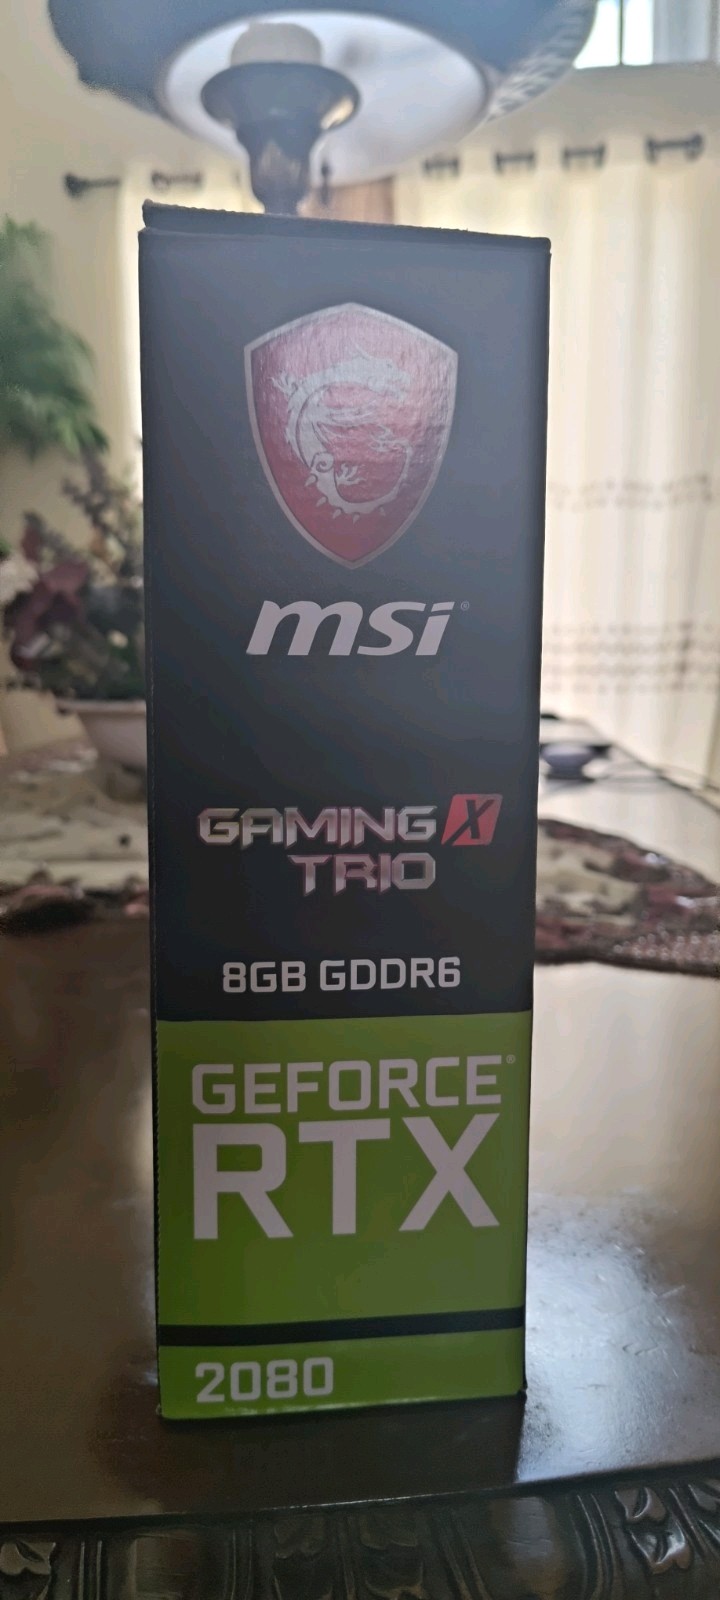 msi®
GAMING X
TRIO
8GB GDDR6
GEFORCE®
RTX
2080